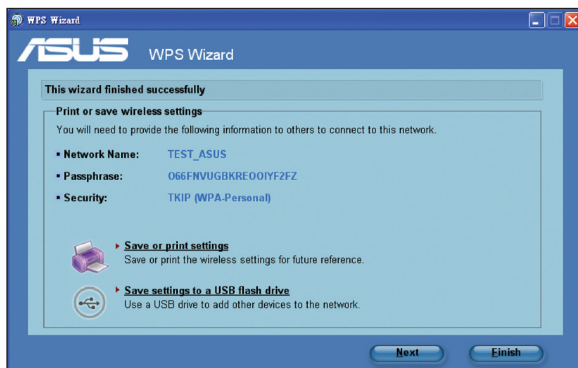 WPS Wizard
ASUS WPS Wizard
This wizard finished successfully
Print or save wireless settings
You will need to provide the following information to others to connect to this network.
Network Name: TEST_ASUS
Passphrase: O66FNVUGBKREOOIYF2FZ
Security: TKIP (WPA-Personal)
Save or print settings
Save or print the wireless settings for future reference.
Save settings to a USB flash drive
Use a USB drive to add other devices to the network.
Next Finish